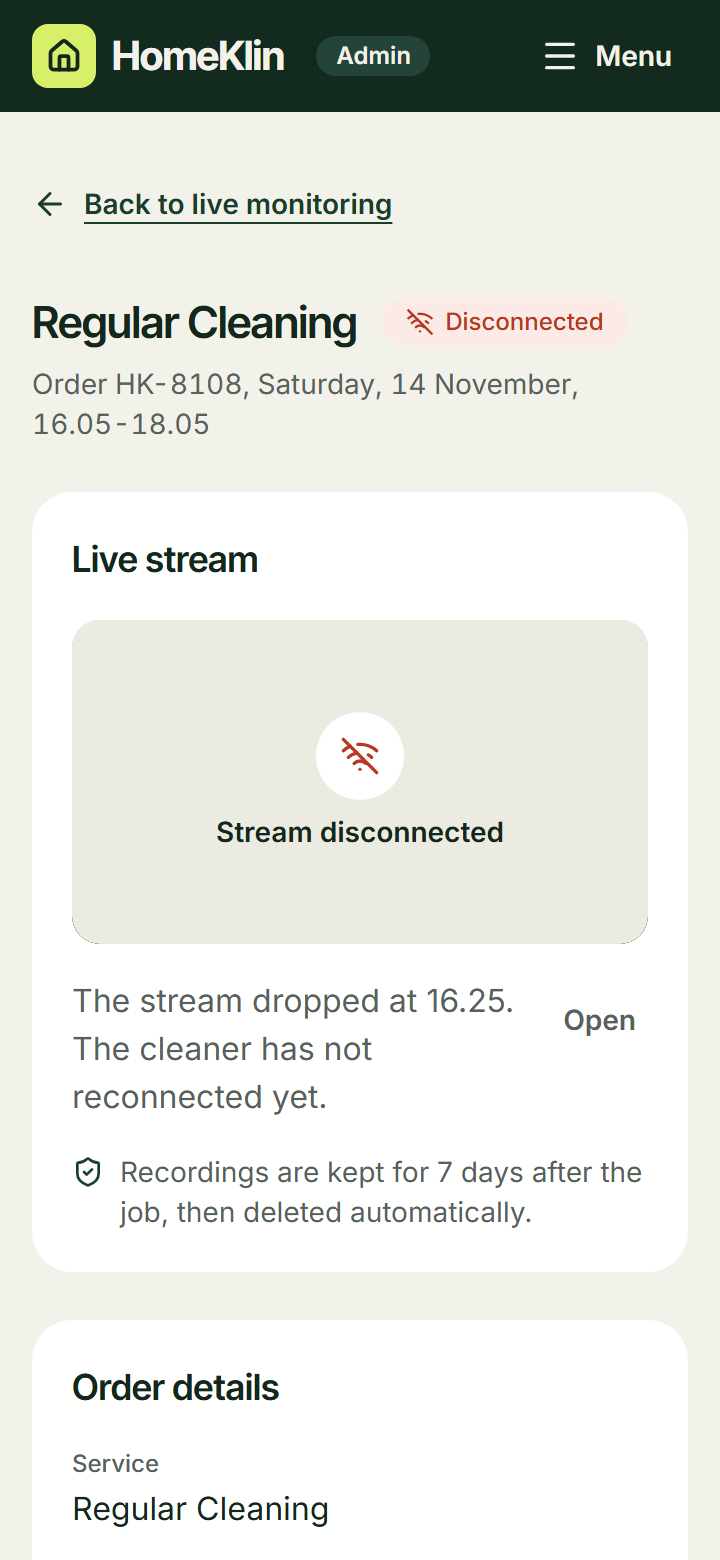 HomeKlin Admin Menu
Back to live monitoring
Regular Cleaning Disconnected
Order HK-8108, Saturday, 14 November,
16.05-18.05
Live stream
Stream disconnected
The stream dropped at 16.25. Open
The cleaner has not
reconnected yet.
Recordings are kept for 7 days after the
job, then deleted automatically.
Order details
Service
Regular Cleaning